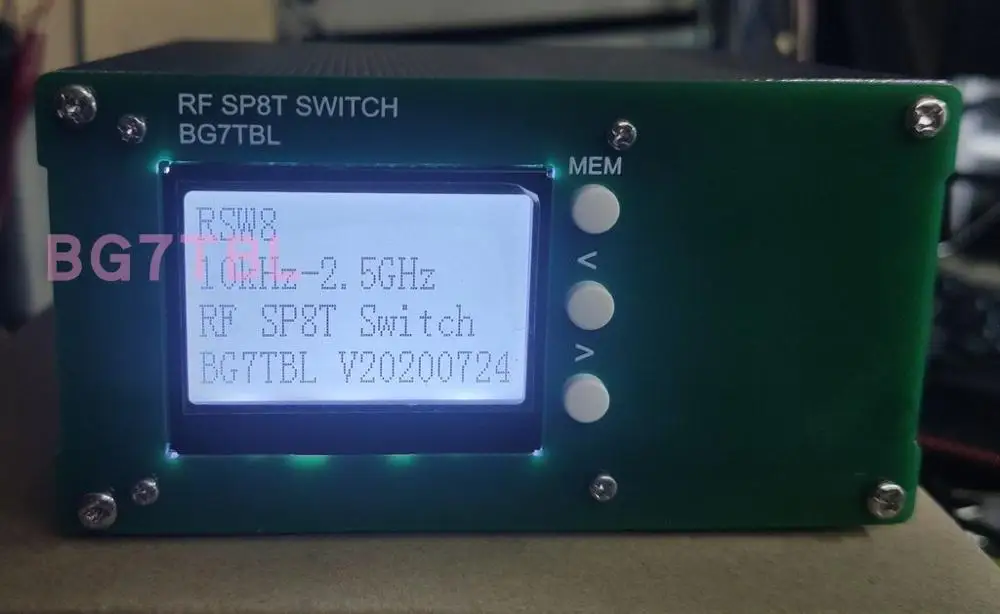 RF SP8T SWITCH
BG7TBL
MEM
RSW8
BG7TBL
<
10kHz-2.5GHz
RF SP8T Switch
>
BG7TBL V20200724